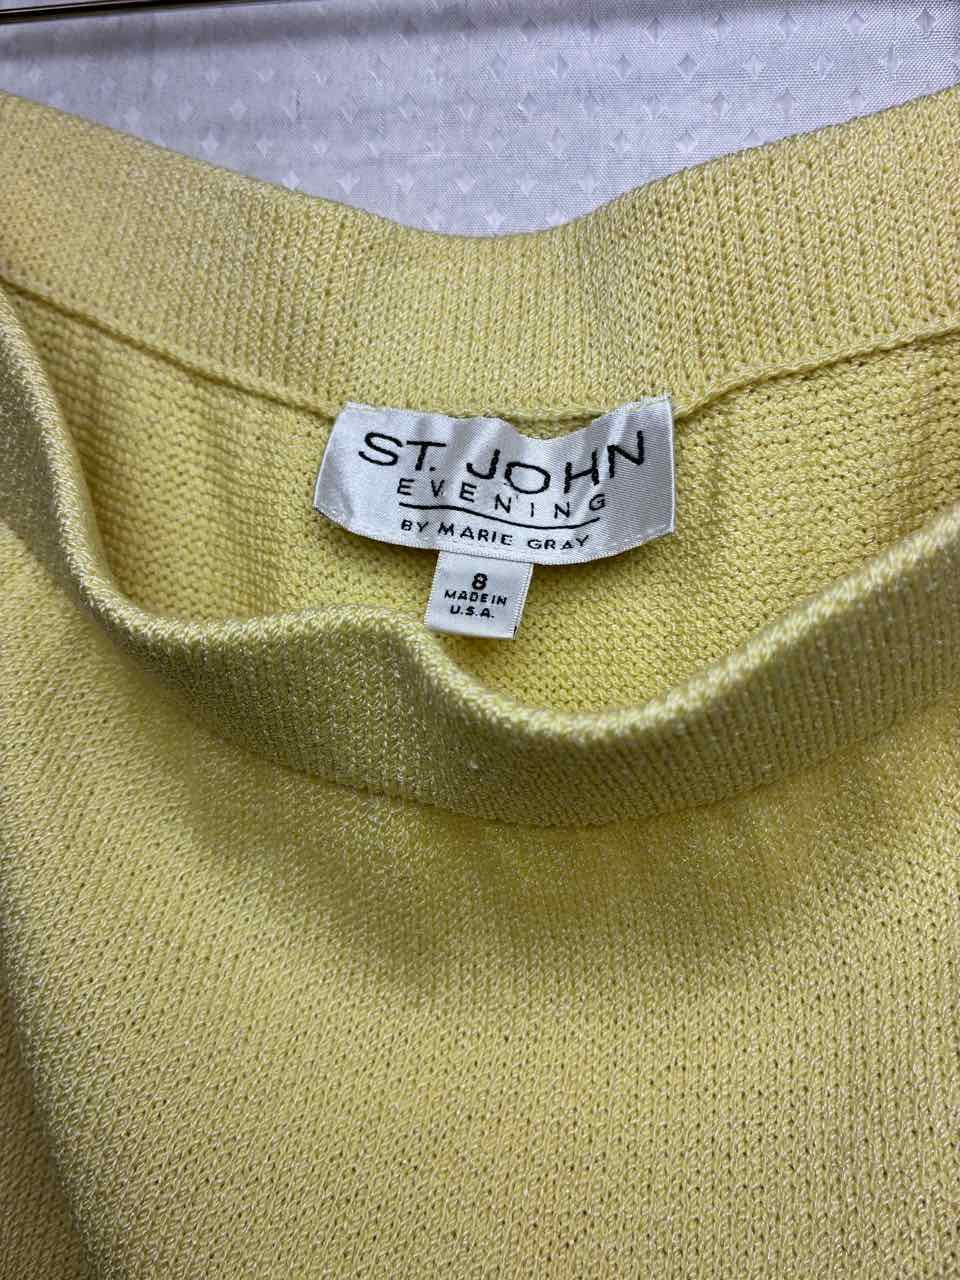 ST. JOHN
EVENING
BY MARIE GRAY
8
MADE IN
U.S.A.